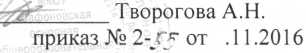 Творогова А.Н.
приказ № 2- от .11.2016